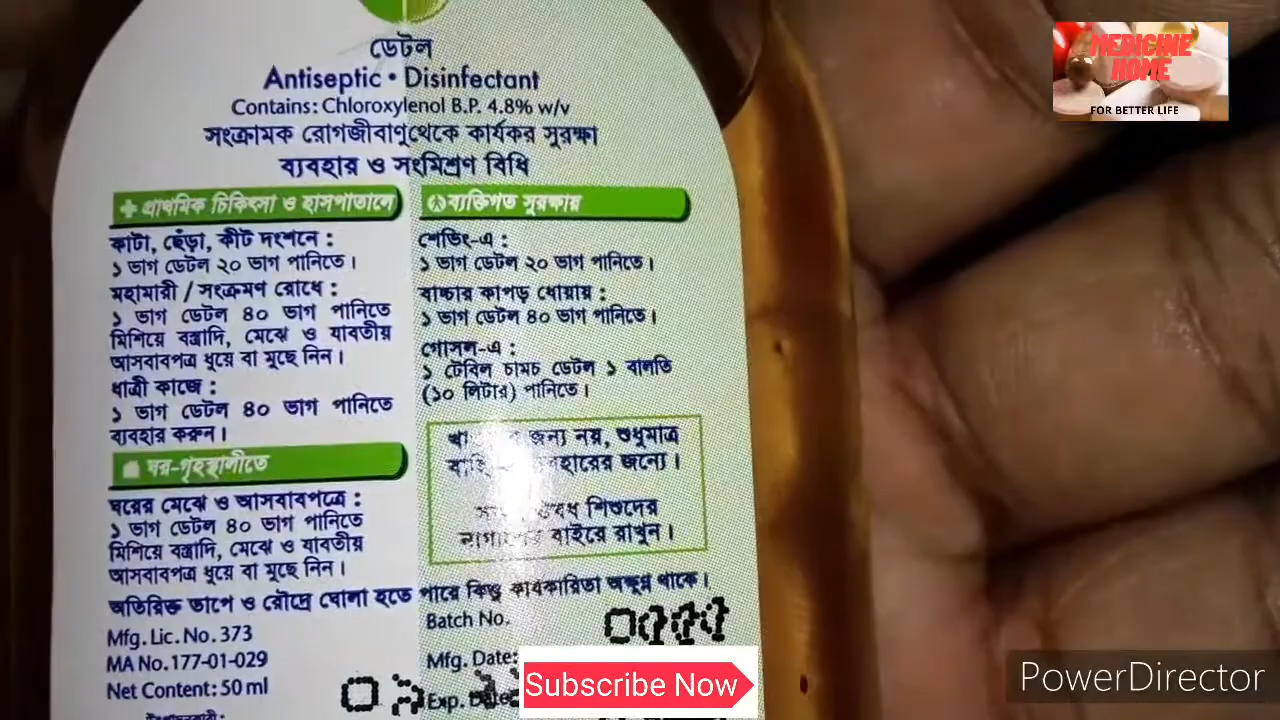 ডেটল
Antiseptic • Disinfectant
Contains: Chloroxylenol B.P. 4.8% w/v
সংক্রামক রোগজীবাণু থেকে কার্যকর সুরক্ষা
ব্যবহার ও সংমিশ্রণ বিধি
প্রাথমিক চিকিৎসা ও হাসপাতালে
কাটা, ছেঁড়া, কীট দংশনে :
১ ভাগ ডেটল ২০ ভাগ পানিতে।
মহামারী / সংক্রমণ রোধে :
১ ভাগ ডেটল ৪০ ভাগ পানিতে
মিশিয়ে বস্ত্রাদি, মেঝে ও যাবতীয়
আসবাবপত্র ধুয়ে বা মুছে নিন।
ধাত্রী কাজে :
১ ভাগ ডেটল ৪০ ভাগ পানিতে
ব্যবহার করুন।
ঘর-গৃহস্থালীতে
ঘরের মেঝে ও আসবাবপত্রে :
১ ভাগ ডেটল ৪০ ভাগ পানিতে
মিশিয়ে বস্ত্রাদি, মেঝে ও যাবতীয়
আসবাবপত্র ধুয়ে বা মুছে নিন।
ব্যক্তিগত সুরক্ষায়
শেভিং-এ :
১ ভাগ ডেটল ২০ ভাগ পানিতে।
বাচ্চার কাপড় ধোয়ায় :
১ ভাগ ডেটল ৪০ ভাগ পানিতে।
গোসল-এ :
১ টেবিল চামচ ডেটল ১ বালতি
(১০ লিটার) পানিতে।
জন্য নয়, শুধুমাত্র
জন্যে।
শিশুদের
বাইরে রাখুন।
অতিরিক্ত তাপে ও রৌদ্রে ঘোলা হতে পারে কিন্তু কার্যকারিতা অক্ষুন্ন থাকে।
Mfg. Lic. No. 373
MA No. 177-01-029
Net Content: 50 ml
Batch No.
Mfg. Date:
Exp. Date:
MEDICINE
HOME
FOR BETTER LIFE
Subscribe Now
PowerDirector